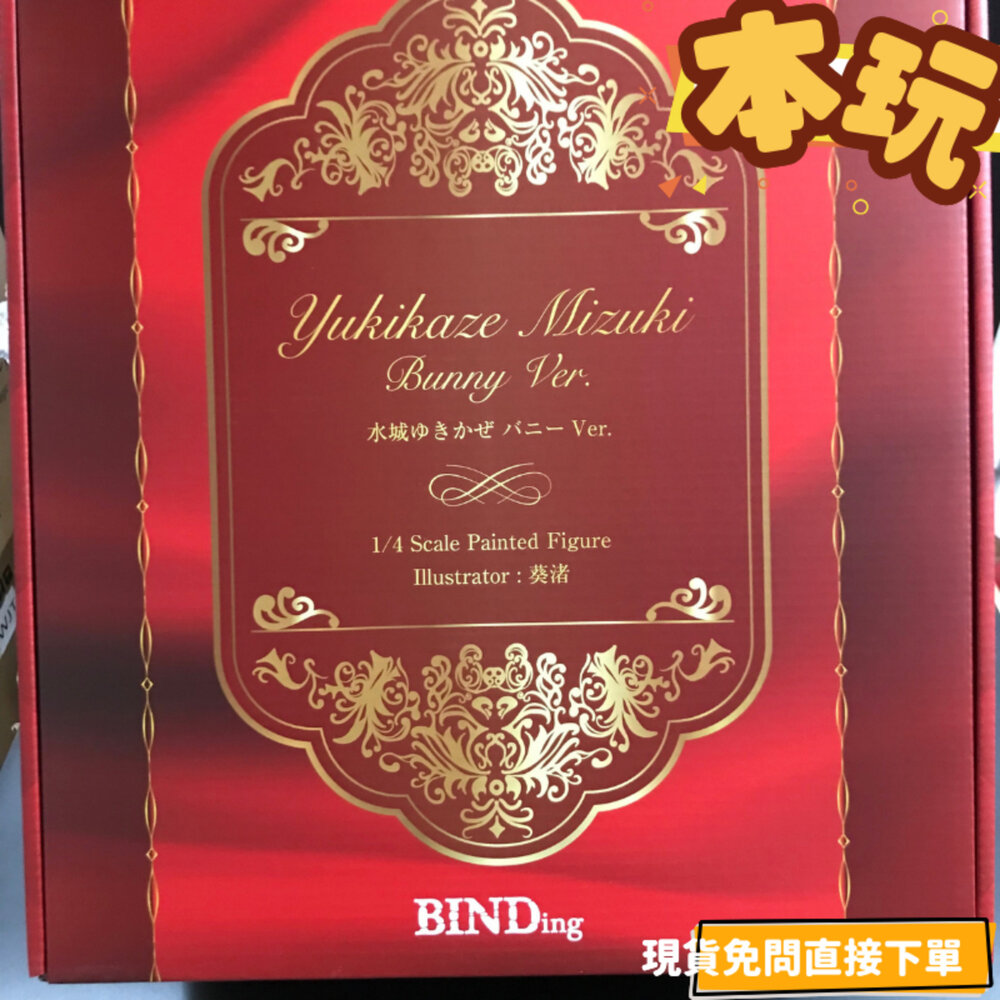 本玩
Yukikaze Mizuki
Bunny Ver.
水城ゆきかぜ バニー Ver.
1/4 Scale Painted Figure
Illustrator : 葵渚
BINDing
現貨免問直接下單